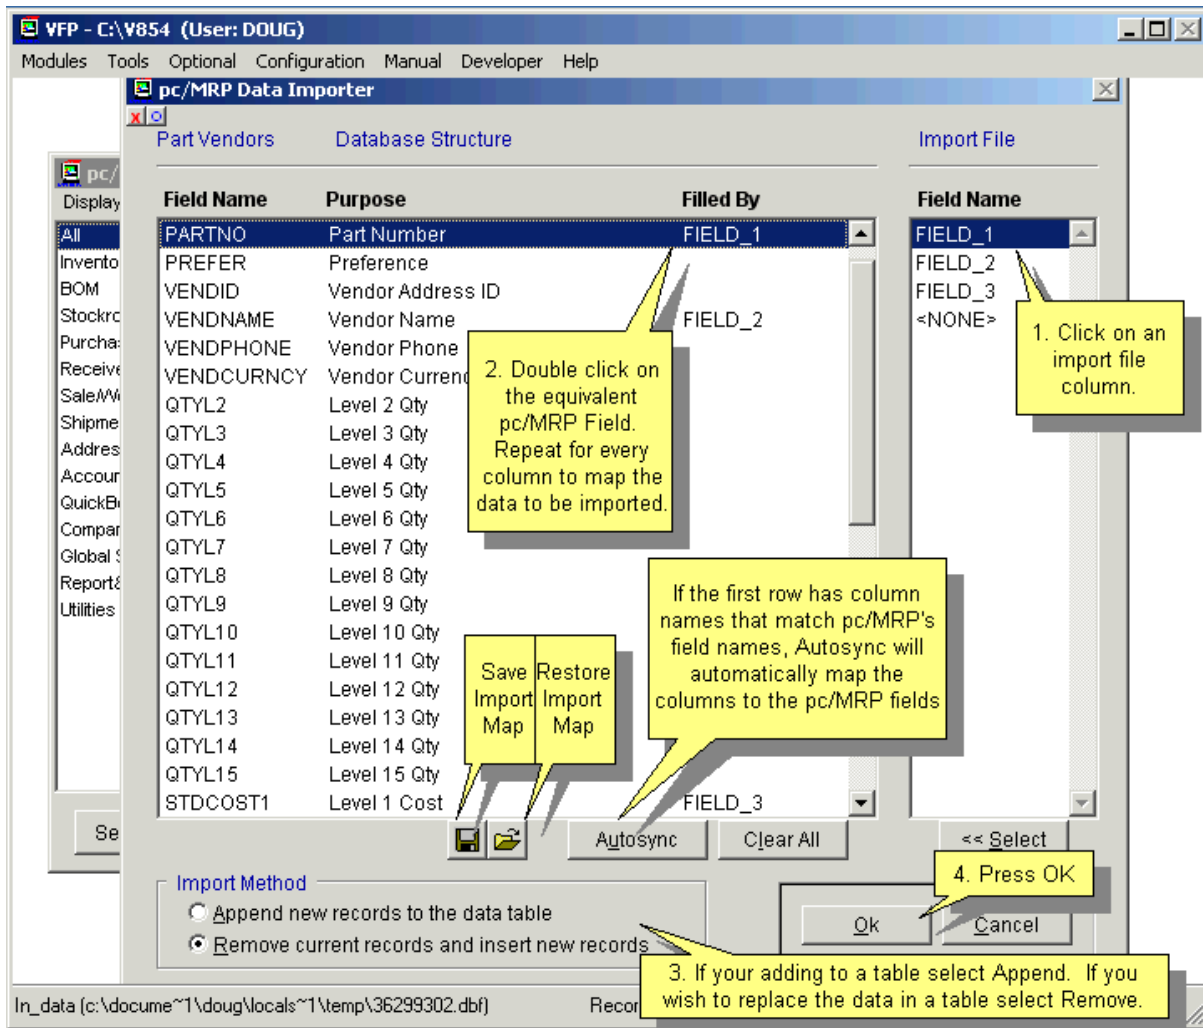 VFP - C:\V854 (User: DOUG)
Modules Tools Optional Configuration Manual Developer Help
pc/MRP Data Importer
Part Vendors Database Structure Import File
pc/
Display
Field Name Purpose Filled By Field Name
All
BOM
Utilities
PARTNO Part Number FIELD_1
PREFER Preference
VENDID Vendor Address ID
VENDNAME Vendor Name FIELD_2
VENDPHONE Vendor Phone
VENDCURNCY Vendor
QTYL2 Level 2 Qty
QTYL3 Level 3 Qty
QTYL4 Level 4 Qty
QTYL5 Level 5 Qty
QTYL6 Level 6 Qty
QTYL7 Level 7 Qty
QTYL8 Level 8 Qty
QTYL9 Level 9 Qty
QTYL10 Level 10 Qty
QTYL11 Level 11 Qty
QTYL12 Level 12 Qty
QTYL13 Level 13 Qty
QTYL14 Level 14 Qty
QTYL15 Level 15 Qty
STDCOST1 Level 1 Cost FIELD_3
FIELD_1
FIELD_2
FIELD_3
<NONE>
1. Click on an
import file
column.
2. Double click on
the equivalent
pc/MRP Field.
Repeat for every
column to map the
data to be imported.
If the first row has column
names that match pc/MRP's
field names, Autosync will
automatically map the
columns to the pc/MRP fields
Save
Import
Map
Restore
Import
Map
Autosync Clear All << Select
4. Press OK
Import Method
Append new records to the data table
Remove current records and insert new records
Ok Cancel
3. If your adding to a table select Append. If you
wish to replace the data in a table select Remove.
In_data (c:\docume~1\doug\locals~1\temp\36299302.dbf)